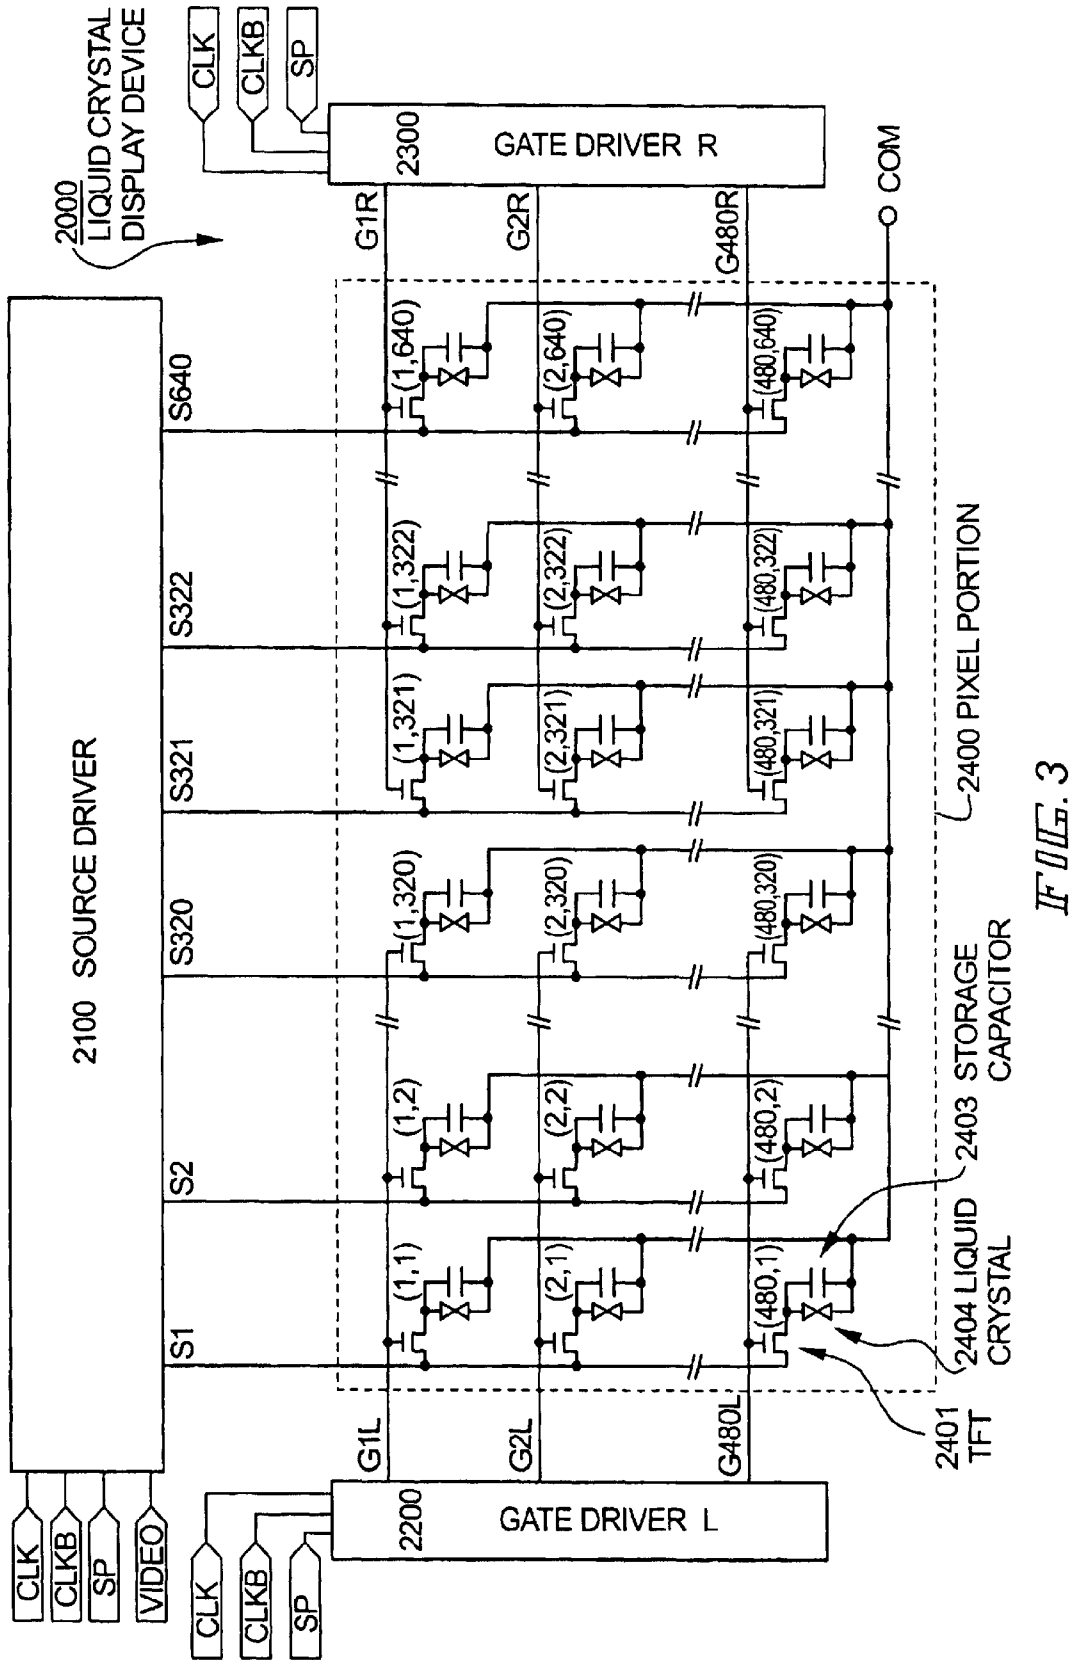 2000
LIQUID CRYSTAL
DISPLAY DEVICE
CLK
CLKB
SP
VIDEO
2100 SOURCE DRIVER
S1
S2
S320
S321
S322
S640
CLK
CLKB
SP
2200
GATE DRIVER L
G1L
G2L
G480L
CLK
CLKB
SP
2300
GATE DRIVER R
G1R
G2R
G480R
(1,1)
(1,2)
(1,320)
(1,321)
(1,322)
(1,640)
(2,1)
(2,2)
(2,320)
(2,321)
(2,322)
(2,640)
(480,1)
(480,2)
(480,320)
(480,321)
(480,322)
(480,640)
COM
2401
TFT
2404 LIQUID
CRYSTAL
2403 STORAGE
CAPACITOR
2400 PIXEL PORTION
FIG. 3